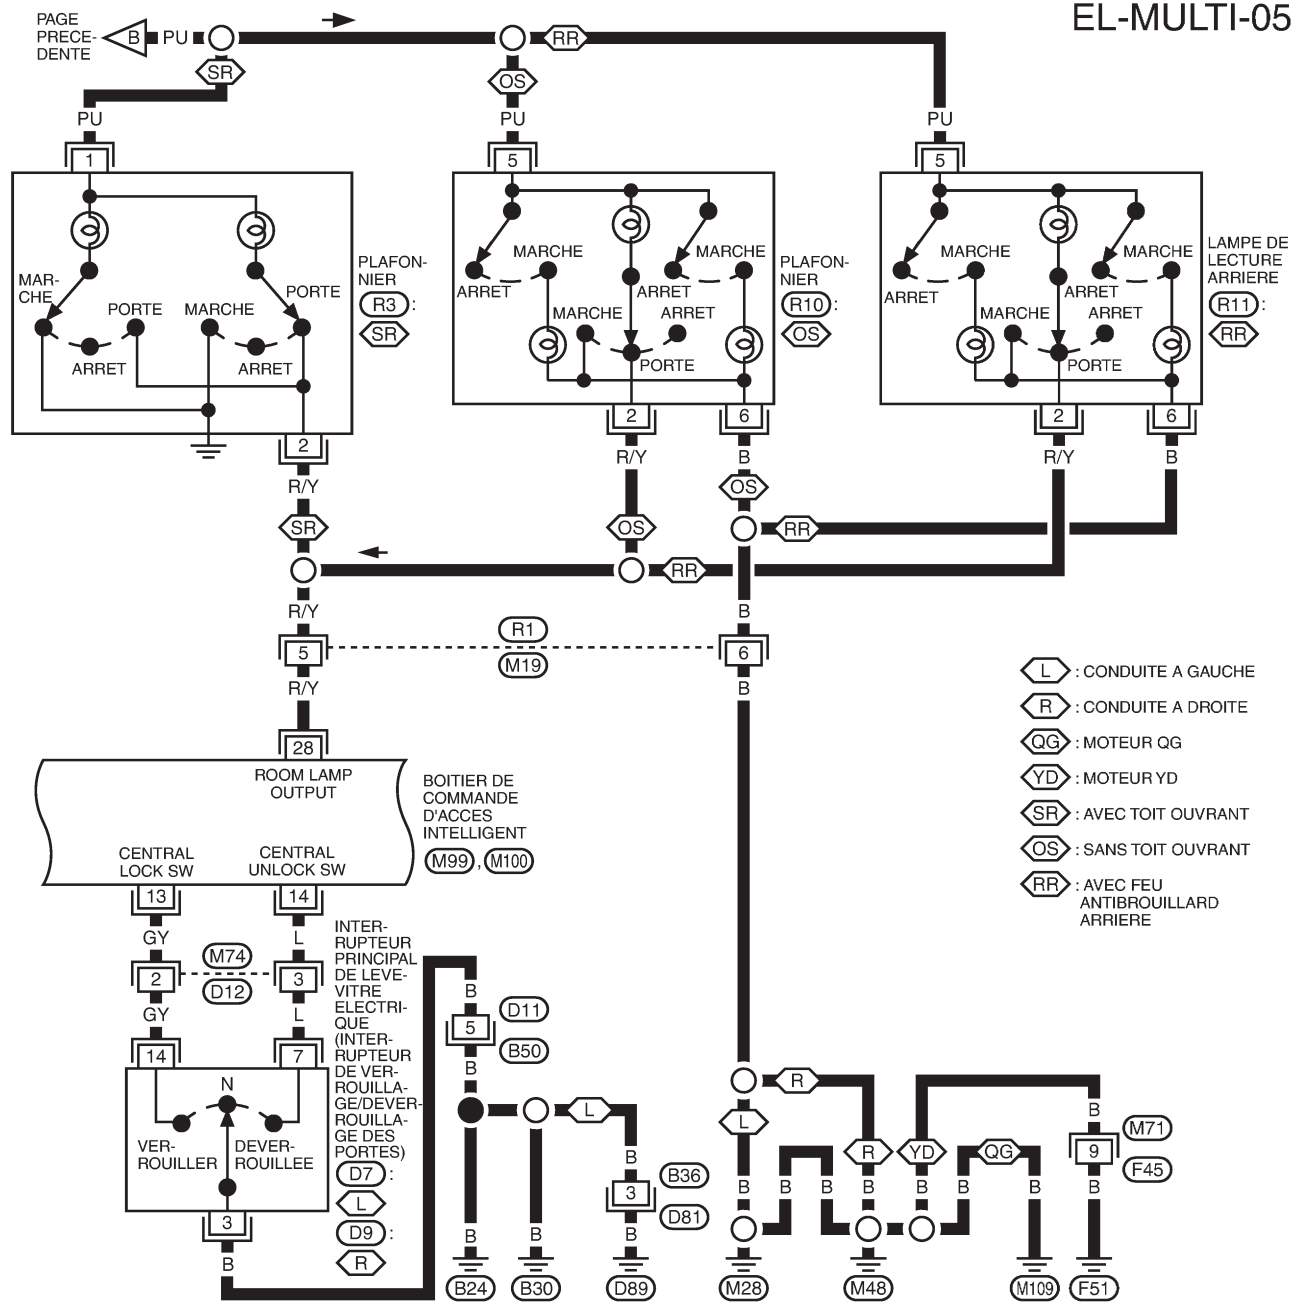 EL-MULTI-05
PAGE
PRECE-
DENTE
B
PU
RR
SR
OS
PU
PU
PU
1
5
5
MAR-
CHE
PORTE
MARCHE
PORTE
ARRET
ARRET
PLAFON-
NIER
R3 :
SR
MARCHE
MARCHE
ARRET
ARRET
MARCHE
ARRET
PORTE
PLAFON-
NIER
R10 :
OS
MARCHE
MARCHE
ARRET
ARRET
MARCHE
ARRET
PORTE
LAMPE DE
LECTURE
ARRIERE
R11 :
RR
2
2
6
2
6
R/Y
R/Y
B
R/Y
B
SR
OS
OS
RR
RR
R/Y
B
R1
5
6
M19
R/Y
B
28
ROOM LAMP
OUTPUT
CENTRAL
LOCK SW
CENTRAL
UNLOCK SW
BOITIER DE
COMMANDE
D'ACCES
INTELLIGENT
M99 , M100
L : CONDUITE A GAUCHE
R : CONDUITE A DROITE
QG : MOTEUR QG
YD : MOTEUR YD
SR : AVEC TOIT OUVRANT
OS : SANS TOIT OUVRANT
RR : AVEC FEU
ANTIBROUILLARD
ARRIERE
13
14
GY
L
M74
2
3
D12
GY
L
14
7
N
VER-
ROUILLER
DEVER-
ROUILLEE
3
B
INTER-
RUPTEUR
PRINCIPAL
DE LEVE-
VITRE
ELECTRI-
QUE
(INTER-
RUPTEUR
DE VER-
ROUILLA-
GE/DEVER-
ROUILLA-
GE DES
PORTES)
D7 :
L
D9 :
R
B
D11
5
B50
B
L
B
B36
3
D81
B
B
B
B24
B30
D89
R
L
R
YD
QG
B
M71
9
F45
B
B
B
B
B
B
B
B
M28
M48
M109
F51